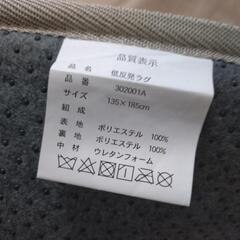 品質表示
品名 低反発ラグ
品番 302001A
サイズ 135×185cm
組成
表地 ポリエステル 100%
裏地 ポリエステル 100%
中材 ウレタンフォーム